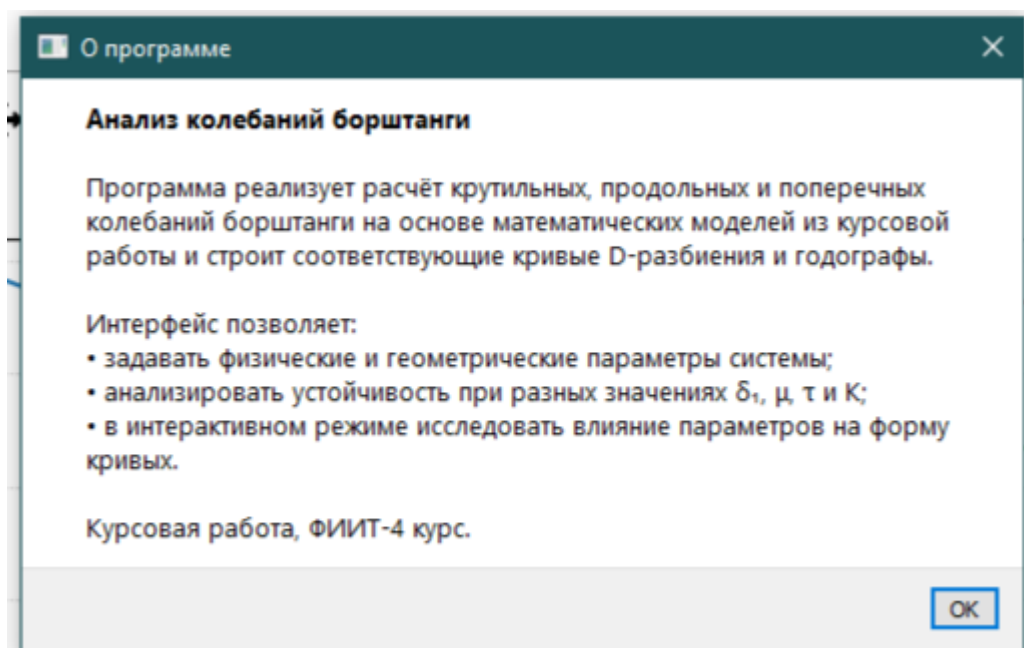 О программе
Анализ колебаний борштанги
Программа реализует расчёт крутильных, продольных и поперечных
колебаний борштанги на основе математических моделей из курсовой
работы и строит соответствующие кривые D-разбиения и годографы.
Интерфейс позволяет:
• задавать физические и геометрические параметры системы;
• анализировать устойчивость при разных значениях δ₁, μ, τ и K;
• в интерактивном режиме исследовать влияние параметров на форму
кривых.
Курсовая работа, ФИИТ-4 курс.
OK